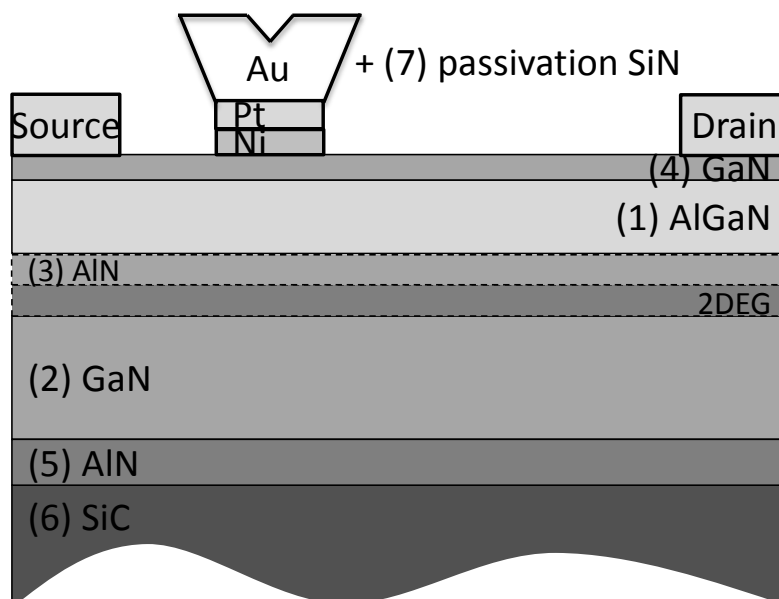 Au
+ (7) passivation SiN
Pt
Source
Drain
Ni
(4) GaN
(1) AlGaN
(3) AlN
2DEG
(2) GaN
(5) AlN
(6) SiC